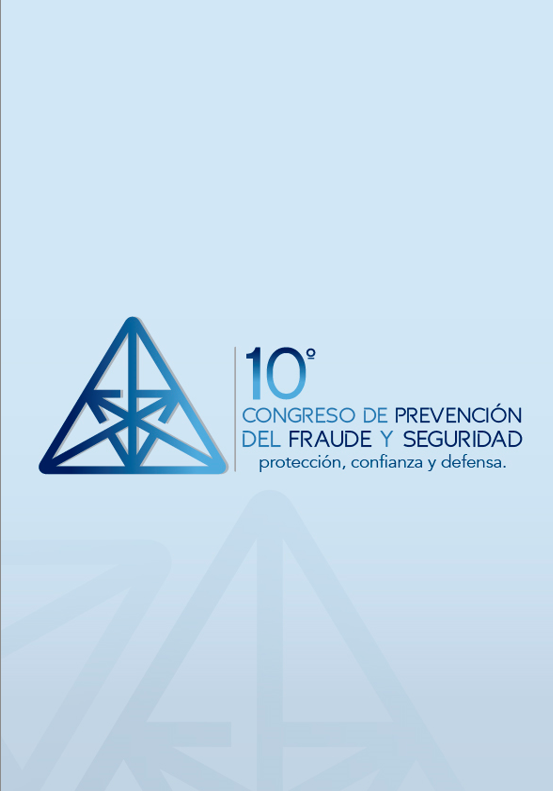 10º
CONGRESO DE PREVENCIÓN
DEL FRAUDE Y SEGURIDAD
protección, confianza y defensa.